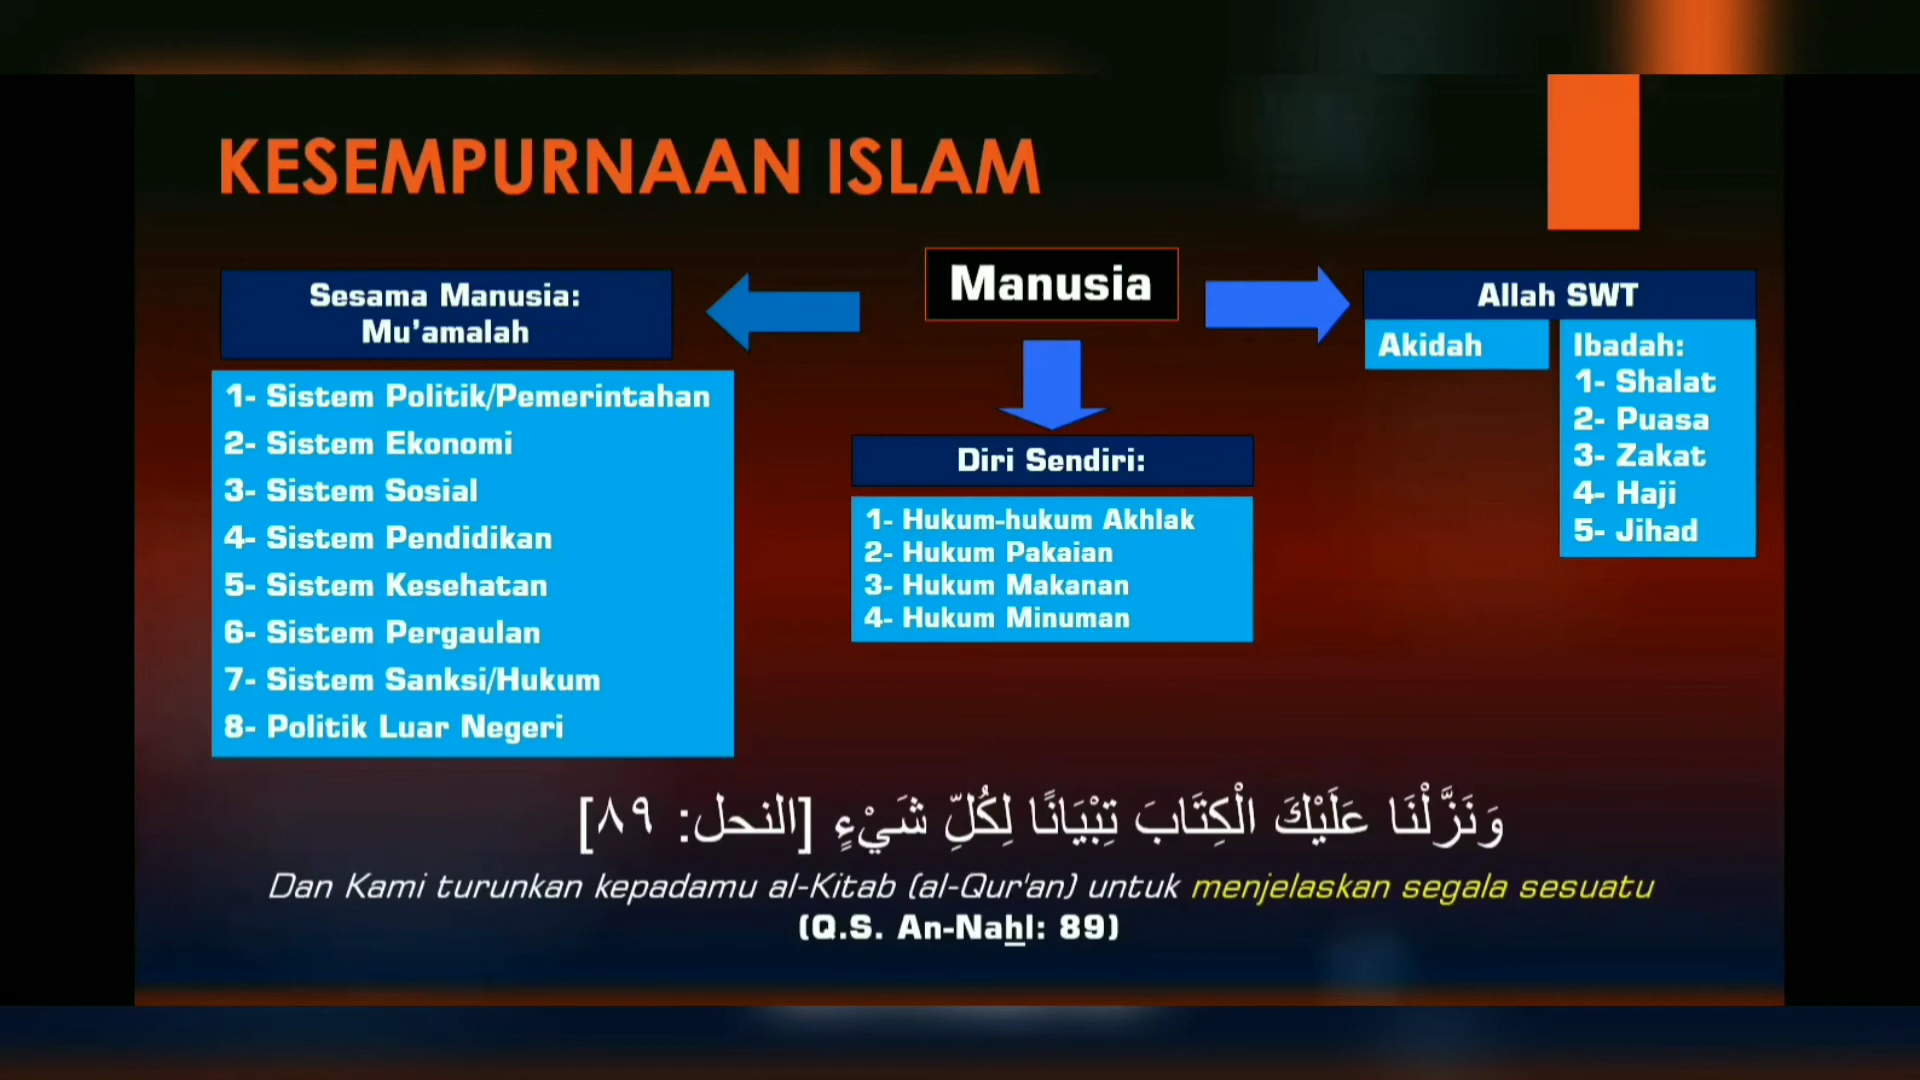 KESEMPURNAAN ISLAM
Manusia
Sesama Manusia:
Mu'amalah
1- Sistem Politik/Pemerintahan
2- Sistem Ekonomi
3- Sistem Sosial
4- Sistem Pendidikan
5- Sistem Kesehatan
6- Sistem Pergaulan
7- Sistem Sanksi/Hukum
8- Politik Luar Negeri
Diri Sendiri:
1- Hukum-hukum Akhlak
2- Hukum Pakaian
3- Hukum Makanan
4- Hukum Minuman
Allah SWT
Akidah
Ibadah:
1- Shalat
2- Puasa
3- Zakat
4- Haji
5- Jihad
وَنَزَّلْنَا عَلَيْكَ الْكِتَابَ تِبْيَانًا لِكُلِّ شَيْءٍ [النحل: ٨٩]
Dan Kami turunkan kepadamu al-Kitab (al-Qur'an) untuk menjelaskan segala sesuatu
(Q.S. An-Nahl: 89)